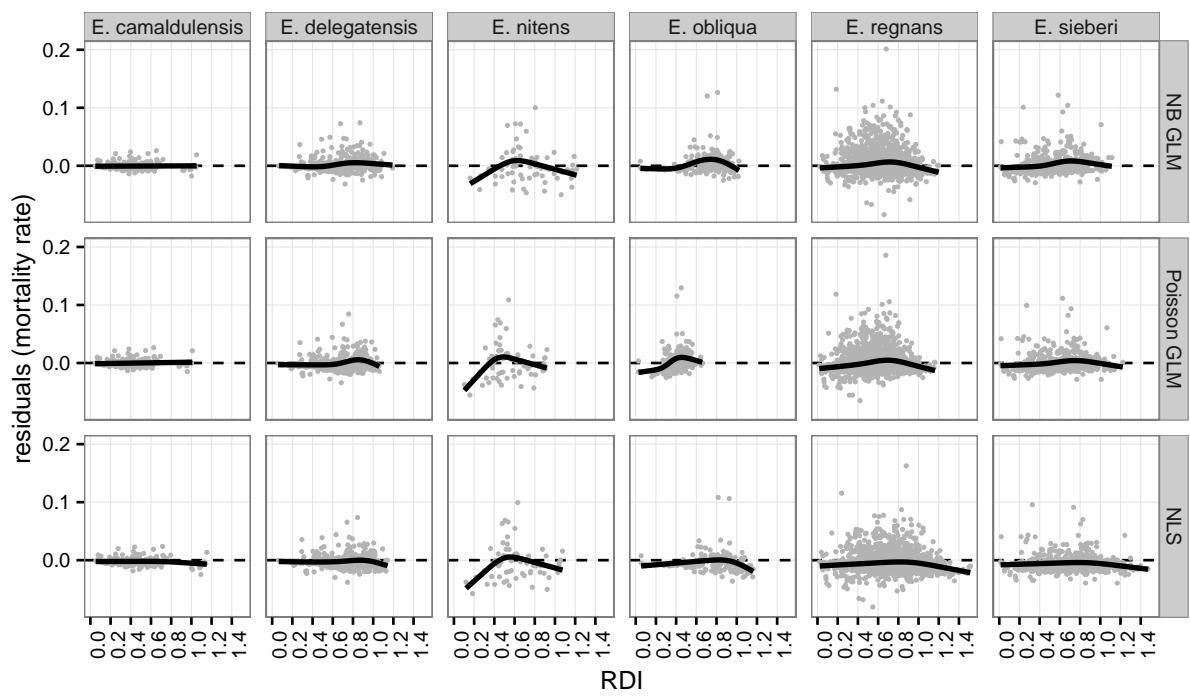 E. camaldulensis E. delegatensis E. nitens E. obliqua E. regnans E. sieberi
0.2
0.1
0.0
NB GLM
0.2
0.1
0.0
Poisson GLM
0.2
0.1
0.0
NLS
residuals (mortality rate)
0.0 0.2 0.4 0.6 0.8 1.0 1.2 1.4 0.0 0.2 0.4 0.6 0.8 1.0 1.2 1.4 0.0 0.2 0.4 0.6 0.8 1.0 1.2 1.4 0.0 0.2 0.4 0.6 0.8 1.0 1.2 1.4 0.0 0.2 0.4 0.6 0.8 1.0 1.2 1.4 0.0 0.2 0.4 0.6 0.8 1.0 1.2 1.4
RDI